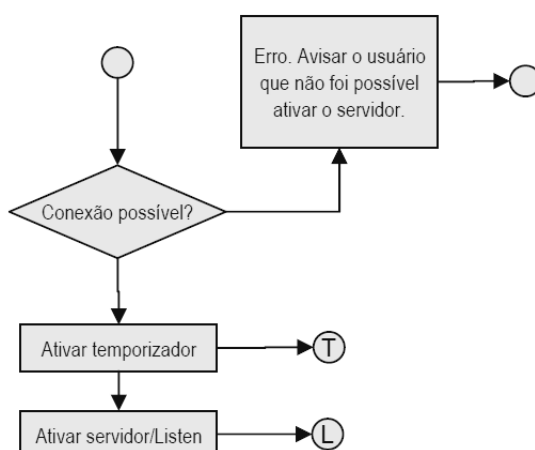 Erro. Avisar o usuário
que não foi possível
ativar o servidor.
Conexão possível?
Ativar temporizador
T
Ativar servidor/Listen
L